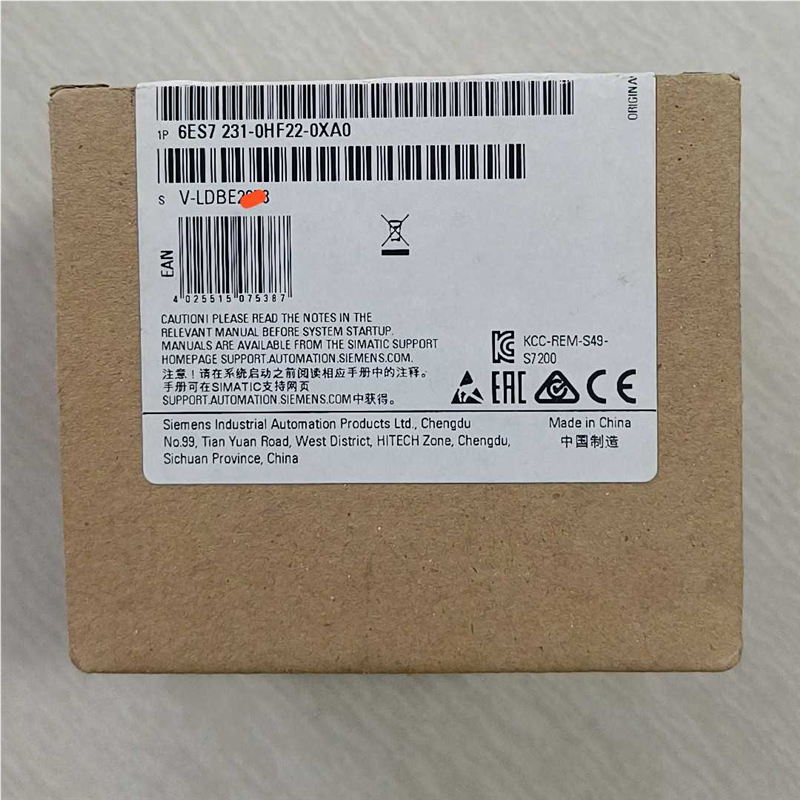 ORIGINA
1P 6ES7 231-0HF22-0XA0
S V-LDBE
EAN
4 025515 075387
CAUTION! PLEASE READ THE NOTES IN THE
RELEVANT MANUAL BEFORE SYSTEM STARTUP.
MANUALS ARE AVAILABLE FROM THE SIMATIC SUPPORT
HOMEPAGE SUPPORT.AUTOMATION.SIEMENS.COM.
注意！请在系统启动之前阅读相应手册中的注释。
手册可在SIMATIC支持网页
SUPPORT.AUTOMATION.SIEMENS.COM中获得。
KCC-REM-S49-
S7200
EAC CE
Siemens Industrial Automation Products Ltd., Chengdu
No.99, Tian Yuan Road, West District, HITECH Zone, Chengdu,
Sichuan Province, China
Made in China
中国制造